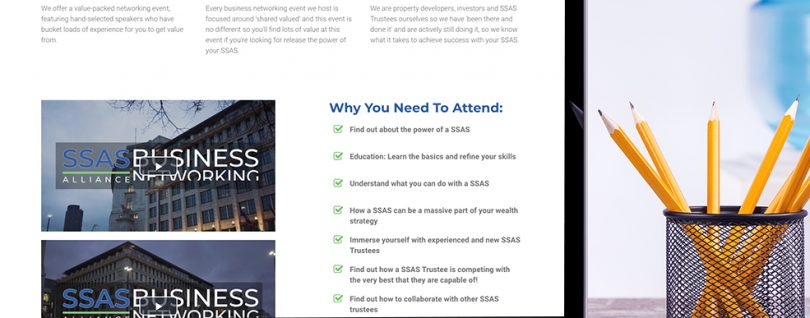 We offer a value-packed networking event,
featuring hand-selected speakers who have
bucket loads of experience for you to get value
from.
Every business networking event we host is
focused around 'shared valued' and this event is
no different so you'll find lots of value at this
event if you're looking for release the power of
your SSAS.
We are property developers, investors and SSAS
Trustees ourselves so we have 'been there and
done it' and are actively still doing it, so we know
what it takes to achieve success with your SSAS.
SSAS BUSINESS
ALLIANCE NETWORKING
SSAS BUSINESS
ALLIANCE NETWORKING
Why You Need To Attend:
Find out about the power of a SSAS
Education: Learn the basics and refine your skills
Understand what you can do with a SSAS
How a SSAS can be a massive part of your wealth
strategy
Immerse yourself with experienced and new SSAS
Trustees
Find out how a SSAS Trustee is competing with
the very best that they are capable of!
Find out how to collaborate with other SSAS
trustees